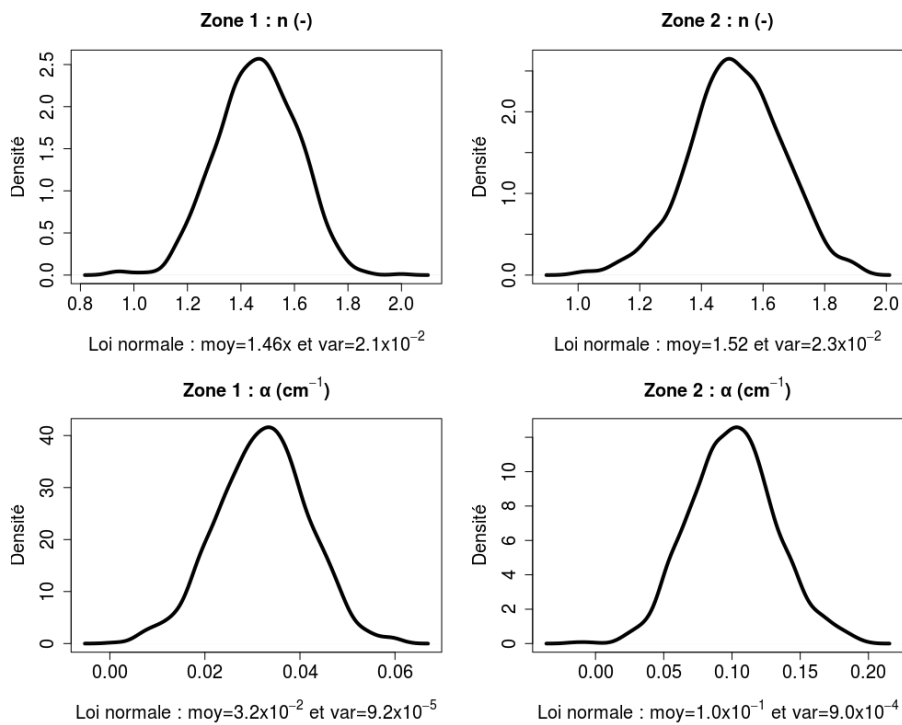 Zone 1 : n (-)
Densité
2.5
2.0
1.5
1.0
0.5
0.0
0.8 1.0 1.2 1.4 1.6 1.8 2.0
Loi normale : moy=1.46x et var=2.1x10⁻²
Zone 2 : n (-)
Densité
2.0
1.0
0.0
1.0 1.2 1.4 1.6 1.8 2.0
Loi normale : moy=1.52 et var=2.3x10⁻²
Zone 1 : α (cm⁻¹)
Densité
40
30
20
10
0
0.00 0.02 0.04 0.06
Loi normale : moy=3.2x10⁻² et var=9.2x10⁻⁵
Zone 2 : α (cm⁻¹)
Densité
10
8
6
4
2
0
0.00 0.05 0.10 0.15 0.20
Loi normale : moy=1.0x10⁻¹ et var=9.0x10⁻⁴